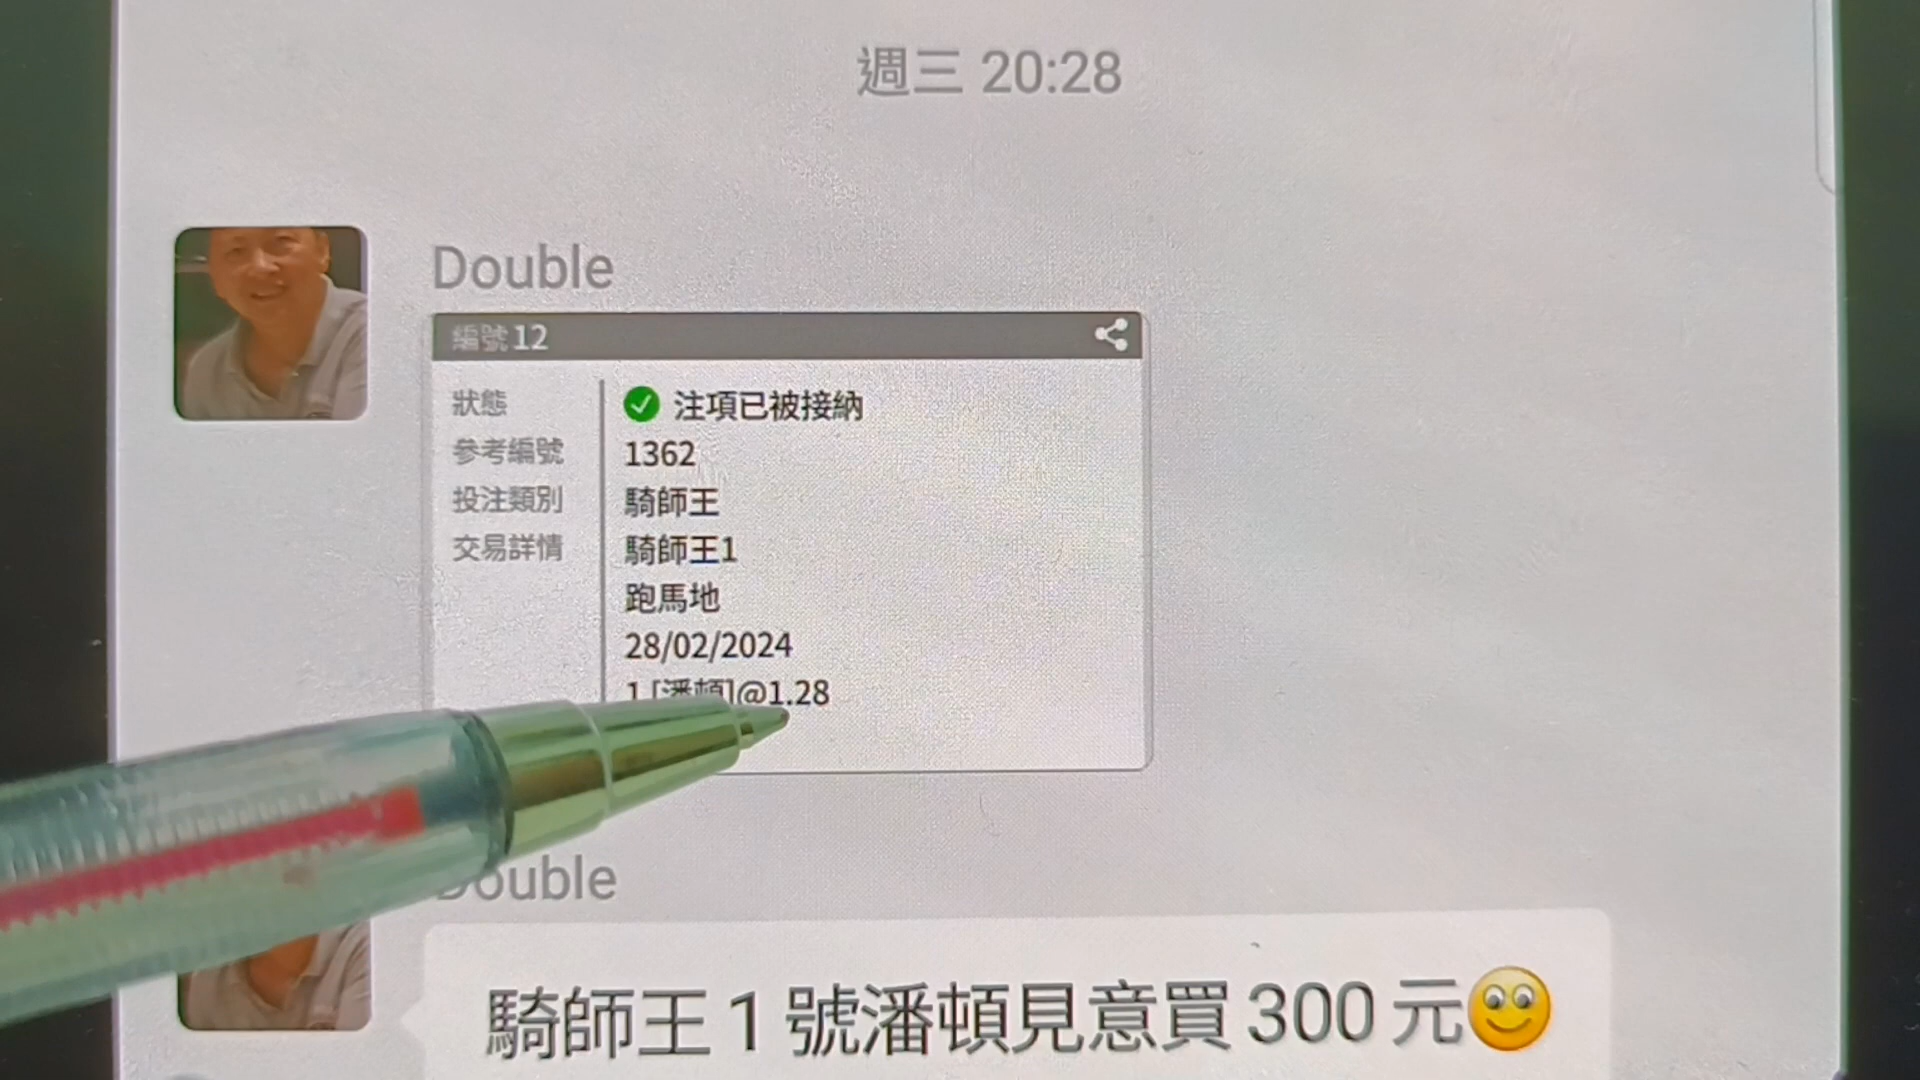 週三 20:28
Double
編號 12
狀態 注項已被接納
參考編號 1362
投注類別 騎師王
交易詳情 騎師王1
跑馬地
28/02/2024
1 [潘頓]@1.28
Double
騎師王 1 號潘頓見意買 300 元🙂